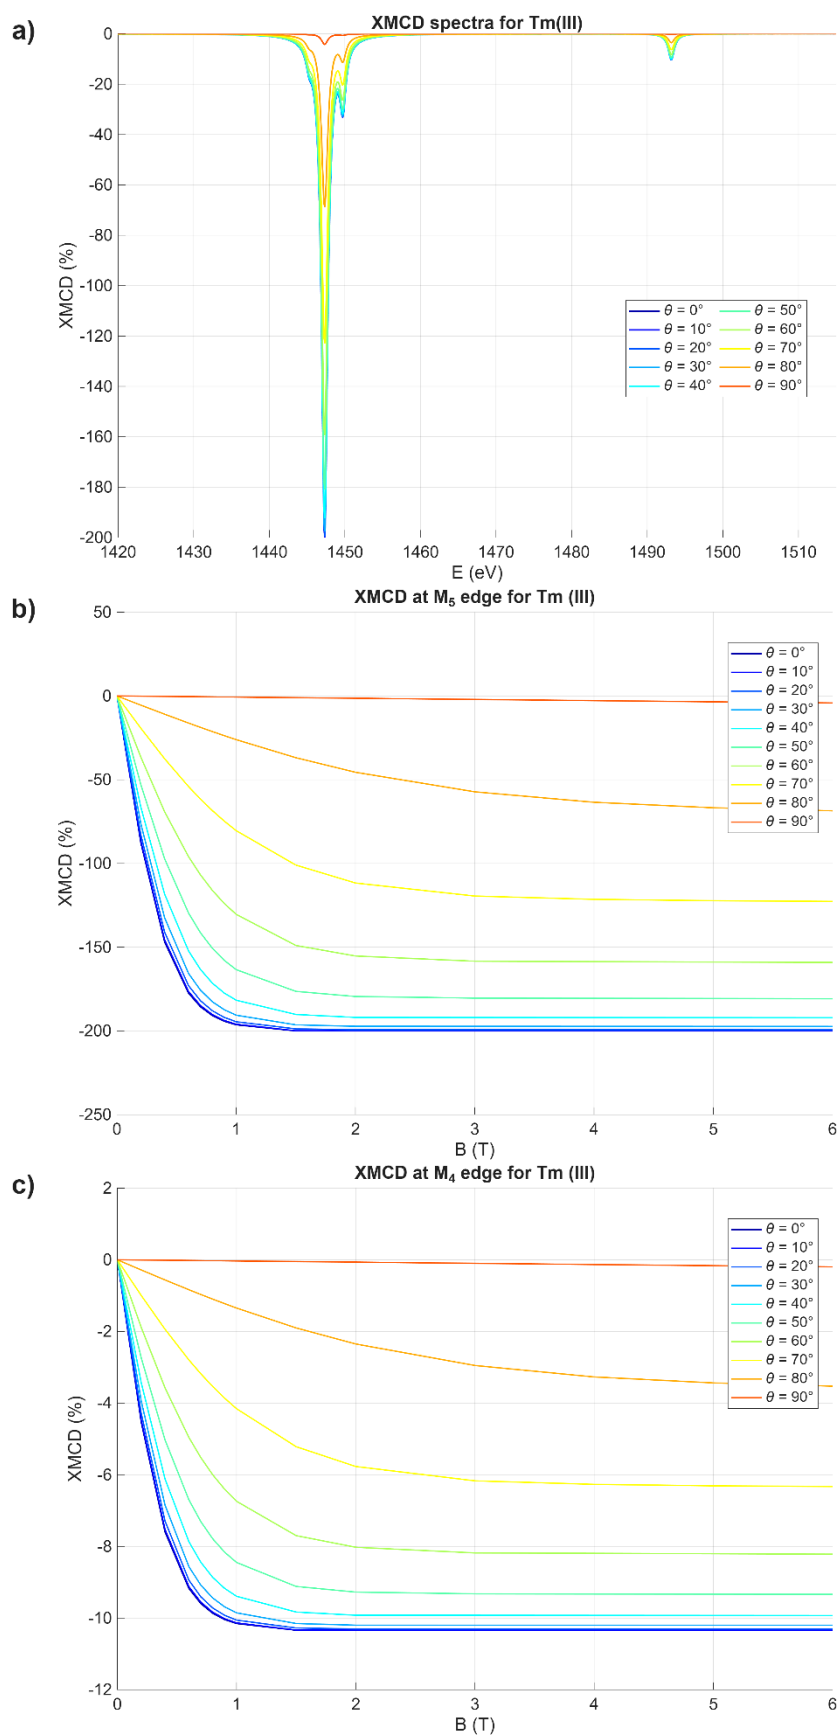 a)
XMCD spectra for Tm(III)
0
-20
-40
-60
-80
-100
-120
-140
-160
-180
-200
XMCD (%)
θ = 0°
θ = 10°
θ = 20°
θ = 30°
θ = 40°
θ = 50°
θ = 60°
θ = 70°
θ = 80°
θ = 90°
1420 1430 1440 1450 1460 1470 1480 1490 1500 1510
E (eV)
b)
XMCD at M5 edge for Tm (III)
50
0
-50
-100
-150
-200
-250
XMCD (%)
θ = 0°
θ = 10°
θ = 20°
θ = 30°
θ = 40°
θ = 50°
θ = 60°
θ = 70°
θ = 80°
θ = 90°
0 1 2 3 4 5 6
B (T)
c)
XMCD at M4 edge for Tm (III)
2
0
-2
-4
-6
-8
-10
-12
XMCD (%)
θ = 0°
θ = 10°
θ = 20°
θ = 30°
θ = 40°
θ = 50°
θ = 60°
θ = 70°
θ = 80°
θ = 90°
0 1 2 3 4 5 6
B (T)